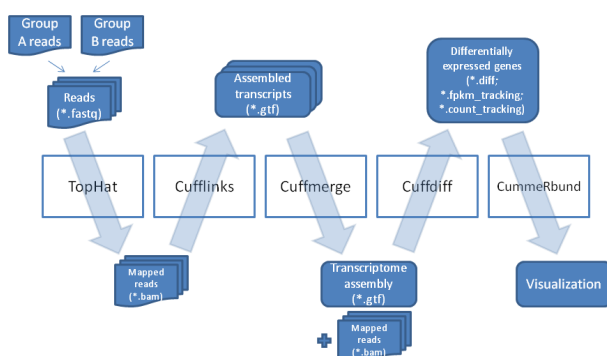 Group
A reads
Group
B reads
Reads
(*.fastq)
Assembled
transcripts
(*.gtf)
Differentially
expressed genes
(*.diff;
*.fpkm_tracking;
*.count_tracking)
TopHat
Cufflinks
Cuffmerge
Cuffdiff
CummeRbund
Mapped
reads
(*.bam)
Transcriptome
assembly
(*.gtf)
Visualization
Mapped
reads
(*.bam)